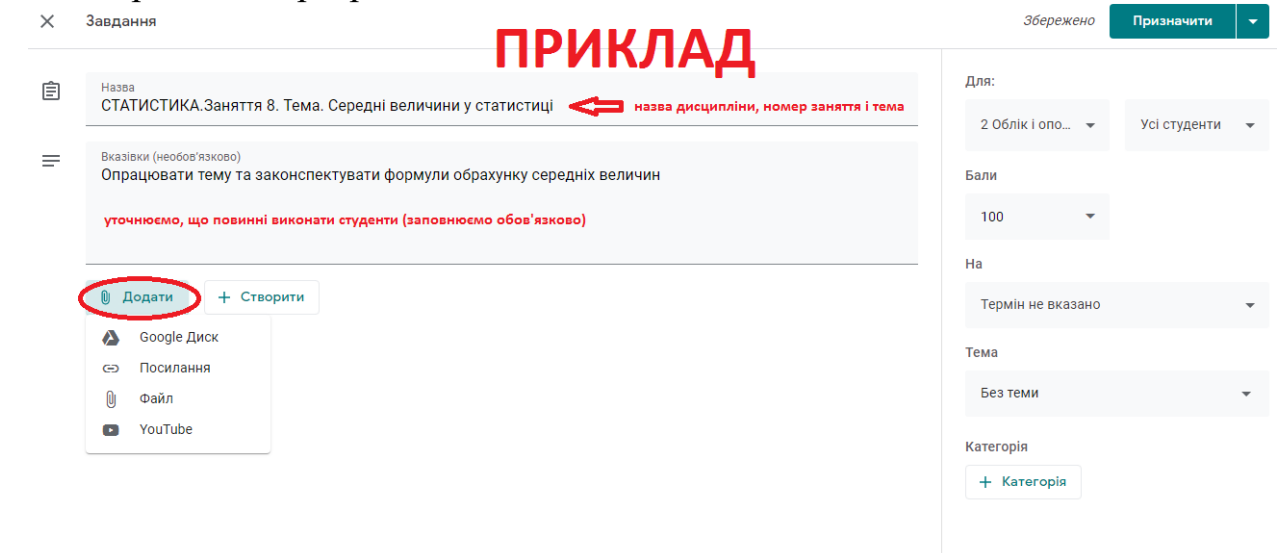 Завдання
Збережено
Призначити
ПРИКЛАД
Назва
СТАТИСТИКА.Заняття 8. Тема. Середні величини у статистиці
назва дисципліни, номер заняття і тема
Вказівки (необов'язково)
Опрацювати тему та законспектувати формули обрахунку середніх величин
уточнюємо, що повинні виконати студенти (заповнюємо обов'язково)
Додати
+ Створити
Google Диск
Посилання
Файл
YouTube
Для:
2 Облік і опо...
Усі студенти
Бали
100
На
Термін не вказано
Тема
Без теми
Категорія
+ Категорія